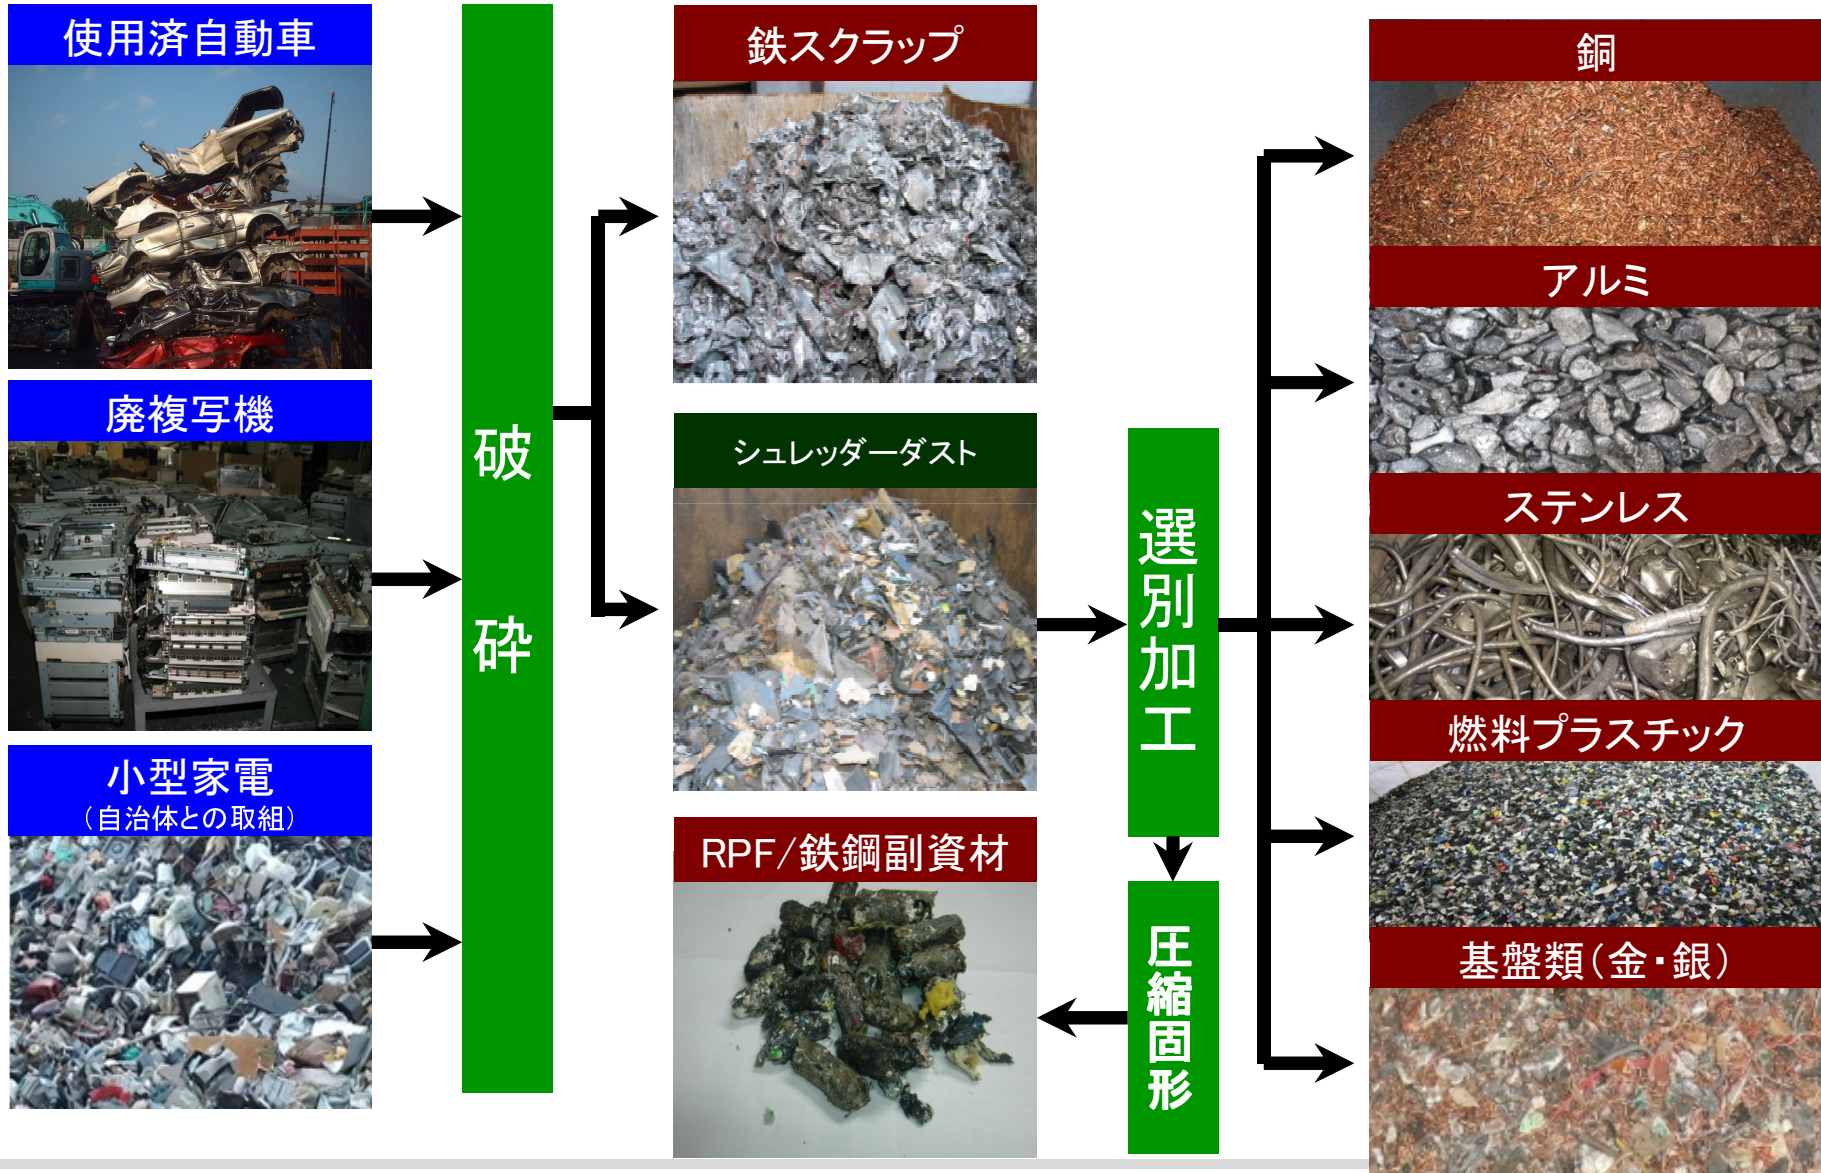 使用済自動車
廃複写機
小型家電
（自治体との取組）
破砕
鉄スクラップ
シュレッダーダスト
RPF/鉄鋼副資材
選別加工
圧縮固形
銅
アルミ
ステンレス
燃料プラスチック
基盤類（金・銀）